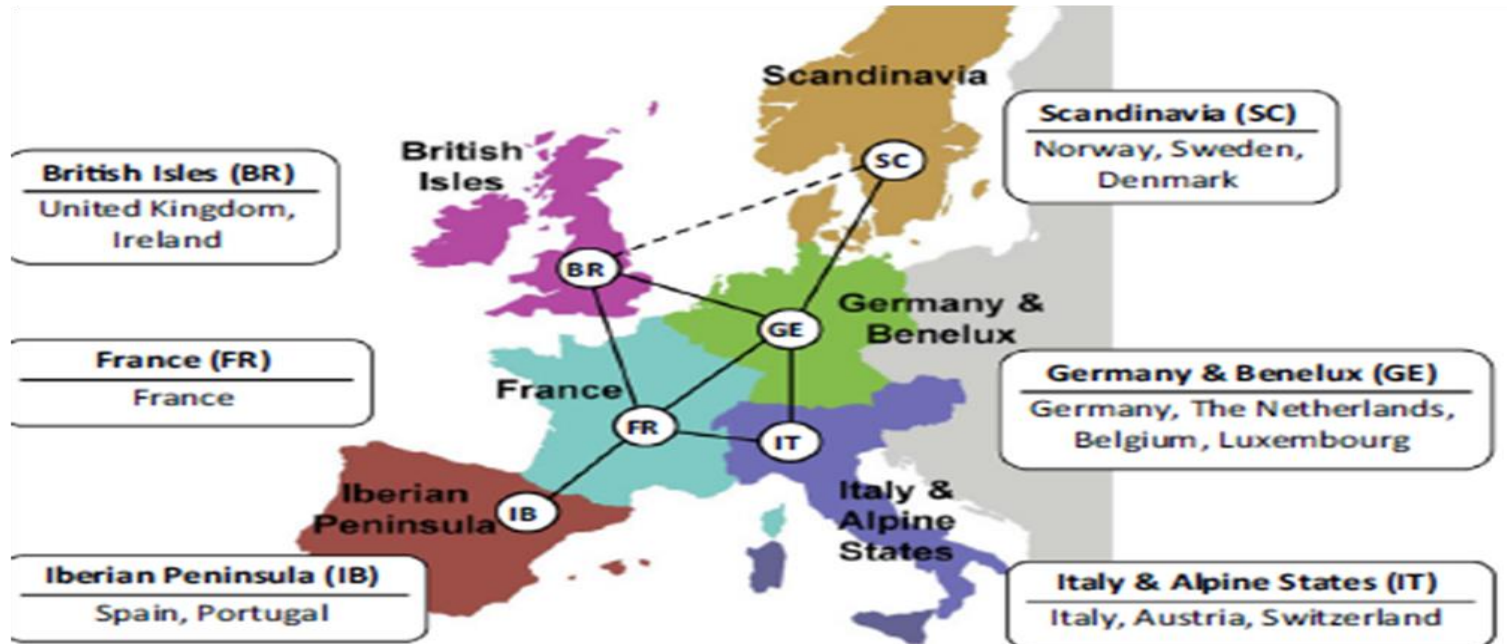 Scandinavia
British
Isles
Germany &
Benelux
France
Iberian
Peninsula
Italy &
Alpine
States
SC
BR
GE
FR
IT
IB
British Isles (BR)
United Kingdom,
Ireland
France (FR)
France
Iberian Peninsula (IB)
Spain, Portugal
Scandinavia (SC)
Norway, Sweden,
Denmark
Germany & Benelux (GE)
Germany, The Netherlands,
Belgium, Luxembourg
Italy & Alpine States (IT)
Italy, Austria, Switzerland